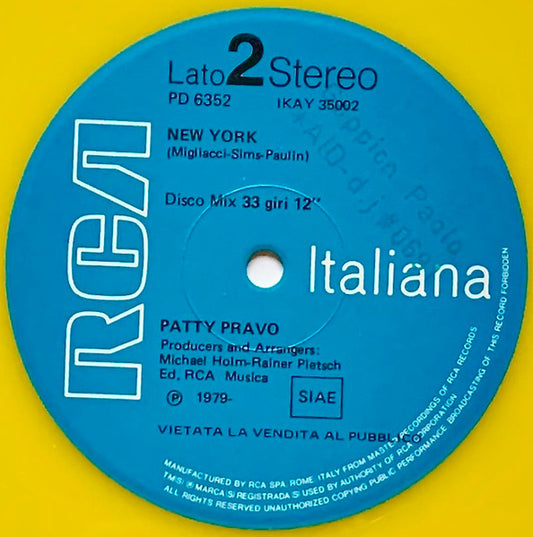 Lato 2 Stereo
PD 6352 IKAY 35002
NEW YORK
(Migliacci-Sims-Paulin)
Disco Mix 33 giri 12"
RCA Italiana
PATTY PRAVO
Producers and Arrangers:
Michael Holm-Rainer Pietsch
Ed. RCA Musica
Ⓟ 1979-
SIAE
VIETATA LA VENDITA AL PUBBLICO
MANUFACTURED BY RCA SPA. ROME. ITALY FROM MASTER RECORDINGS OF RCA RECORDS
TM(S) ® MARCA(S) REGISTRADA(S) USED BY AUTHORITY OF RCA CORPORATION
ALL RIGHTS RESERVED UNAUTHORIZED COPYING PUBLIC PERFORMANCE BROADCASTING OF THIS RECORD FORBIDDEN
Paolo